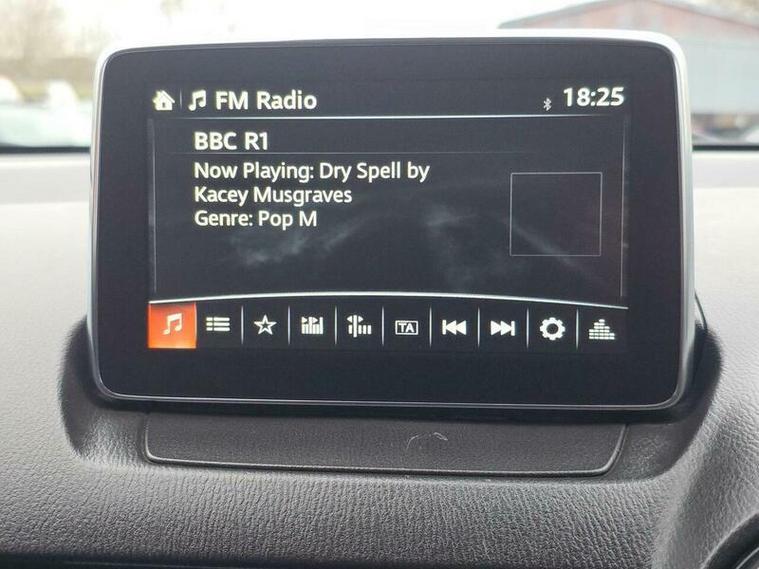 FM Radio
18:25
BBC R1
Now Playing: Dry Spell by
Kacey Musgraves
Genre: Pop M
TA